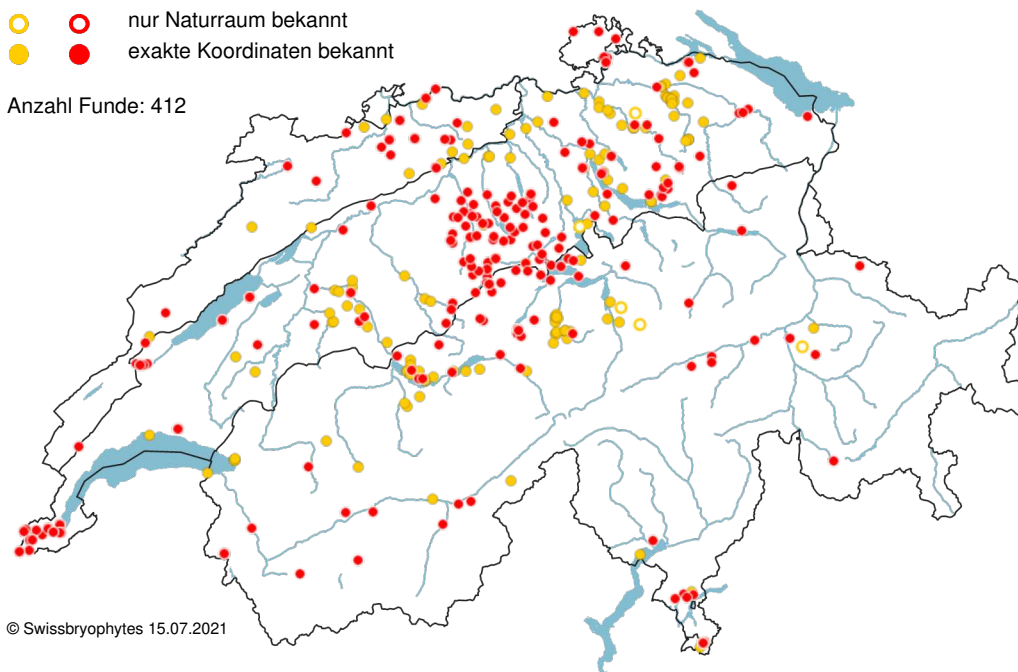 nur Naturraum bekannt
exakte Koordinaten bekannt
Anzahl Funde: 412
© Swissbryophytes 15.07.2021